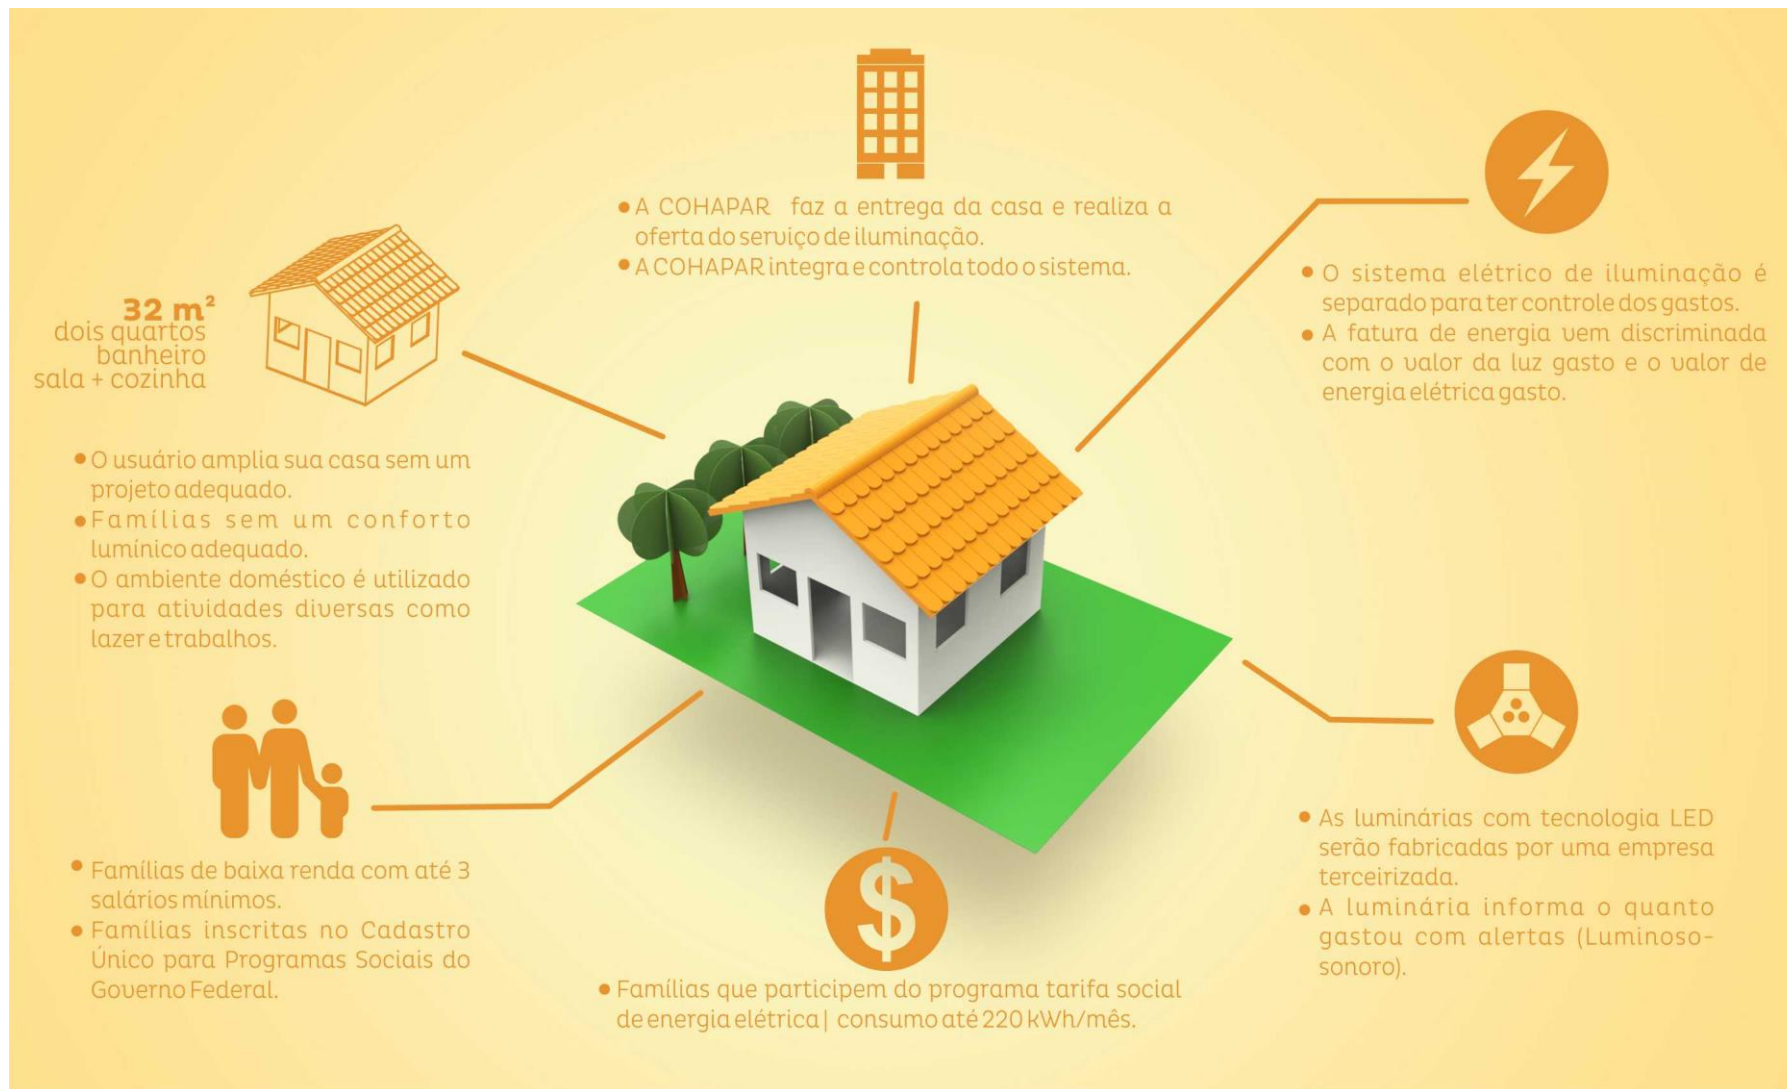 A COHAPAR faz a entrega da casa e realiza a
oferta do serviço de iluminação.
A COHAPAR integra e controla todo o sistema.
32 m²
dois quartos
banheiro
sala + cozinha
O usuário amplia sua casa sem um
projeto adequado.
Famílias sem um conforto
lumínico adequado.
O ambiente doméstico é utilizado
para atividades diversas como
lazer e trabalhos.
O sistema elétrico de iluminação é
separado para ter controle dos gastos.
A fatura de energia vem discriminada
com o valor da luz gasto e o valor de
energia elétrica gasto.
Famílias de baixa renda com até 3
salários mínimos.
Famílias inscritas no Cadastro
Único para Programas Sociais do
Governo Federal.
$
Famílias que participem do programa tarifa social
de energia elétrica| consumo até 220 kWh/mês.
As luminárias com tecnologia LED
serão fabricadas por uma empresa
terceirizada.
A luminária informa o quanto
gastou com alertas (Luminoso-
sonoro).